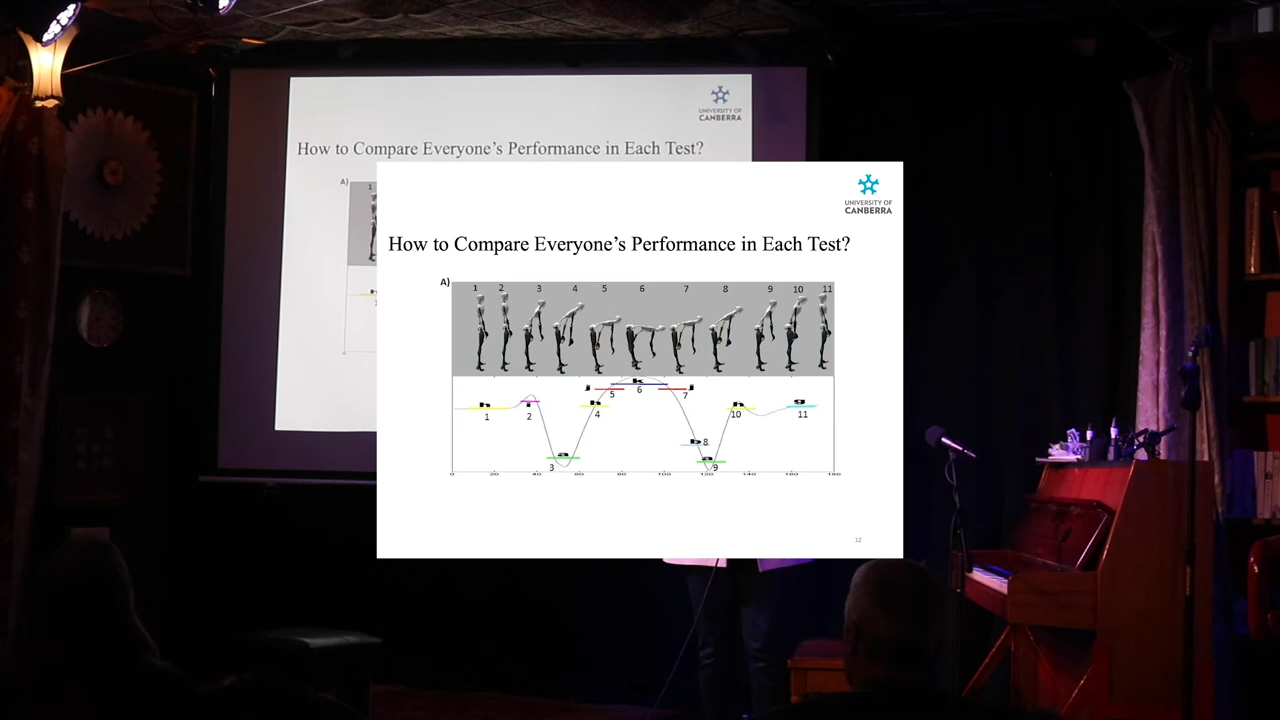 UNIVERSITY OF
CANBERRA
How to Compare Everyone's Performance in Each Test?
A)
1
UNIVERSITY OF
CANBERRA
How to Compare Everyone's Performance in Each Test?
A)
1 2 3 4 5 6 7 8 9 10 11
j k j
5 6 7
h i h h g
1 2 4 10 11
b 8
a a
3 9
0 20 40 60 80 100 120 140 160 180
12